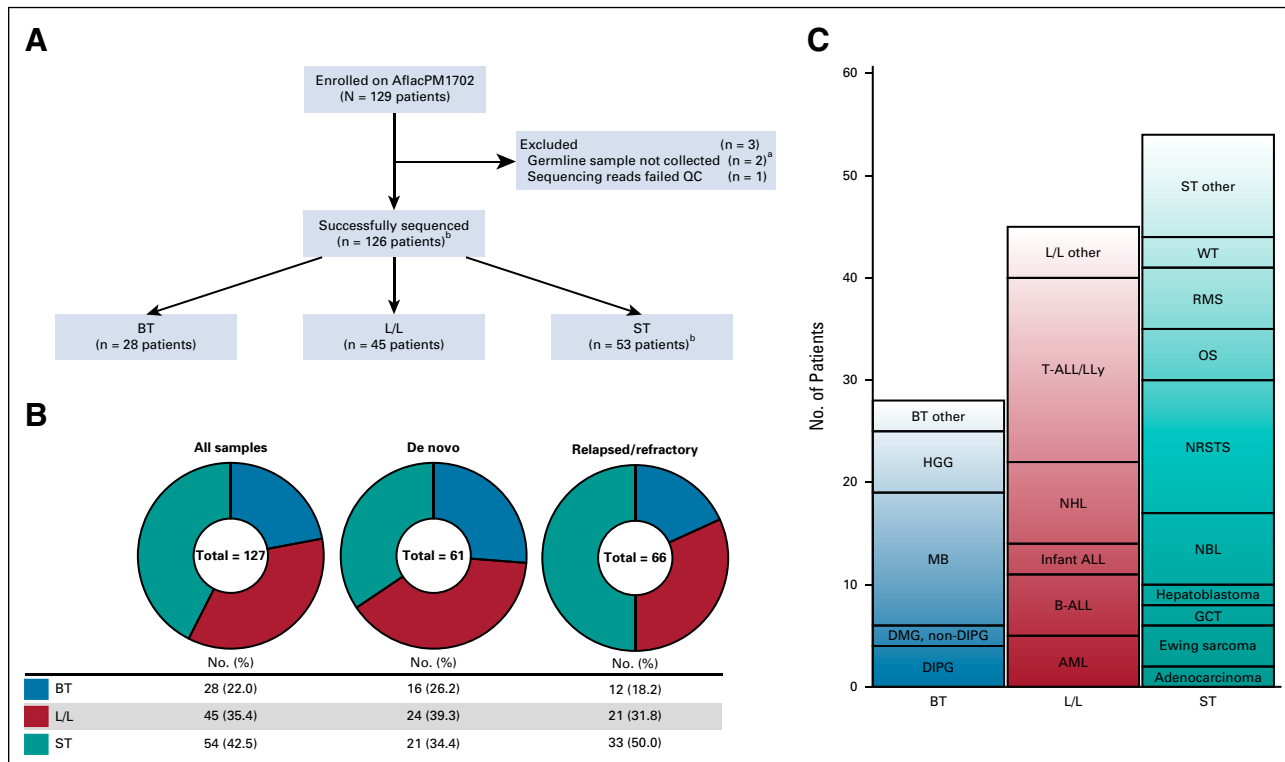 A
Enrolled on AflacPM1702
(N = 129 patients)
Excluded (n = 3)
Germline sample not collected (n = 2)a
Sequencing reads failed QC (n = 1)
Successfully sequenced
(n = 126 patients)b
BT
(n = 28 patients)
L/L
(n = 45 patients)
ST
(n = 53 patients)b
B
All samples
De novo
Relapsed/refractory
Total = 127
Total = 61
Total = 66
No. (%) No. (%) No. (%)
BT 28 (22.0) 16 (26.2) 12 (18.2)
L/L 45 (35.4) 24 (39.3) 21 (31.8)
ST 54 (42.5) 21 (34.4) 33 (50.0)
C
No. of Patients
60
50
40
30
20
10
0
BT other
HGG
MB
DMG, non-DIPG
DIPG
L/L other
T-ALL/LLy
NHL
Infant ALL
B-ALL
AML
ST other
WT
RMS
OS
NRSTS
NBL
Hepatoblastoma
GCT
Ewing sarcoma
Adenocarcinoma
BT L/L ST